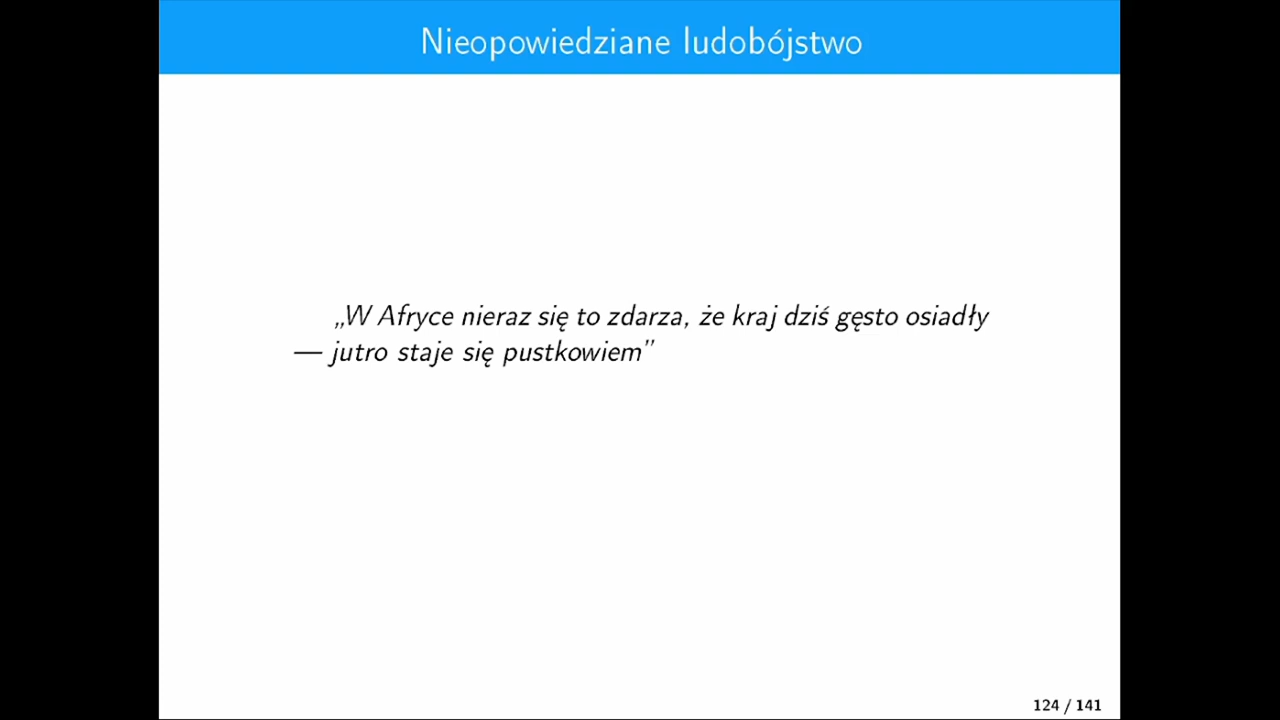 Nieopowiedziane ludobójstwo
„W Afryce nieraz się to zdarza, że kraj dziś gęsto osiadły
— jutro staje się pustkowiem”
124 / 141